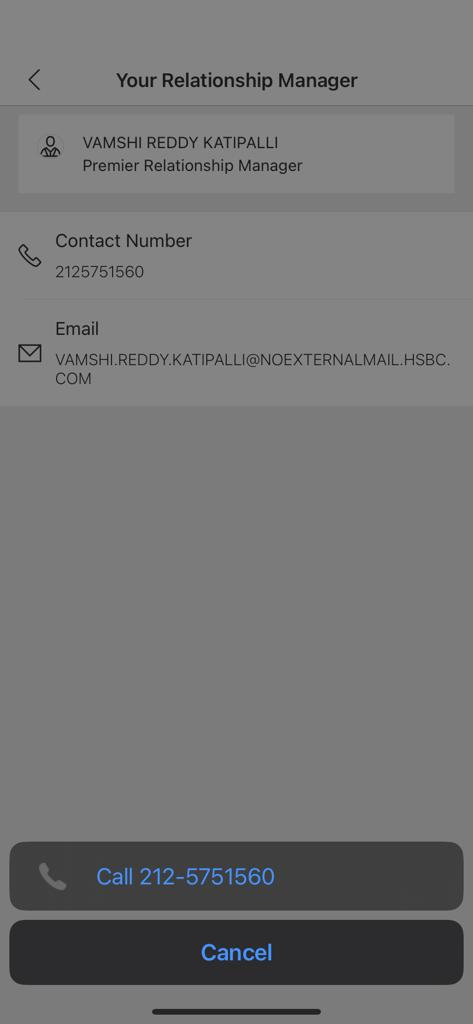 Your Relationship Manager
VAMSHI REDDY KATIPALLI
Premier Relationship Manager
Contact Number
2125751560
Email
VAMSHI.REDDY.KATIPALLI@NOEXTERNALMAIL.HSBC.
COM
Call 212-5751560
Cancel